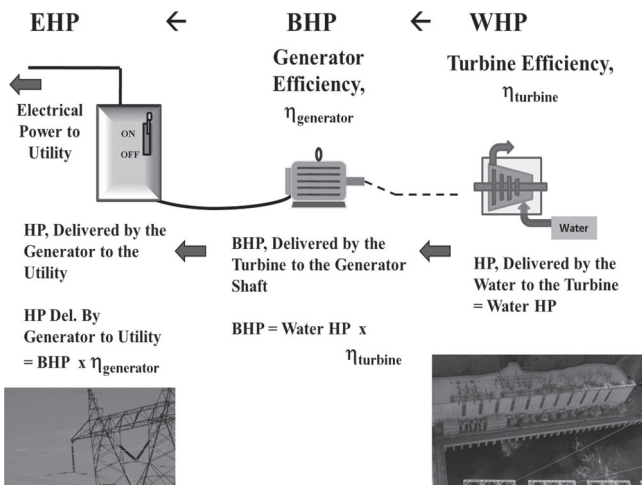 EHP ← BHP ← WHP
Generator
Efficiency,
ηgenerator
Turbine Efficiency,
ηturbine
Electrical
Power to
Utility
ON
OFF
Water
HP, Delivered by the
Generator to the
Utility
BHP, Delivered by the
Turbine to the Generator
Shaft
HP, Delivered by the
Water to the Turbine
= Water HP
HP Del. By
Generator to Utility
= BHP x ηgenerator
BHP = Water HP x
ηturbine